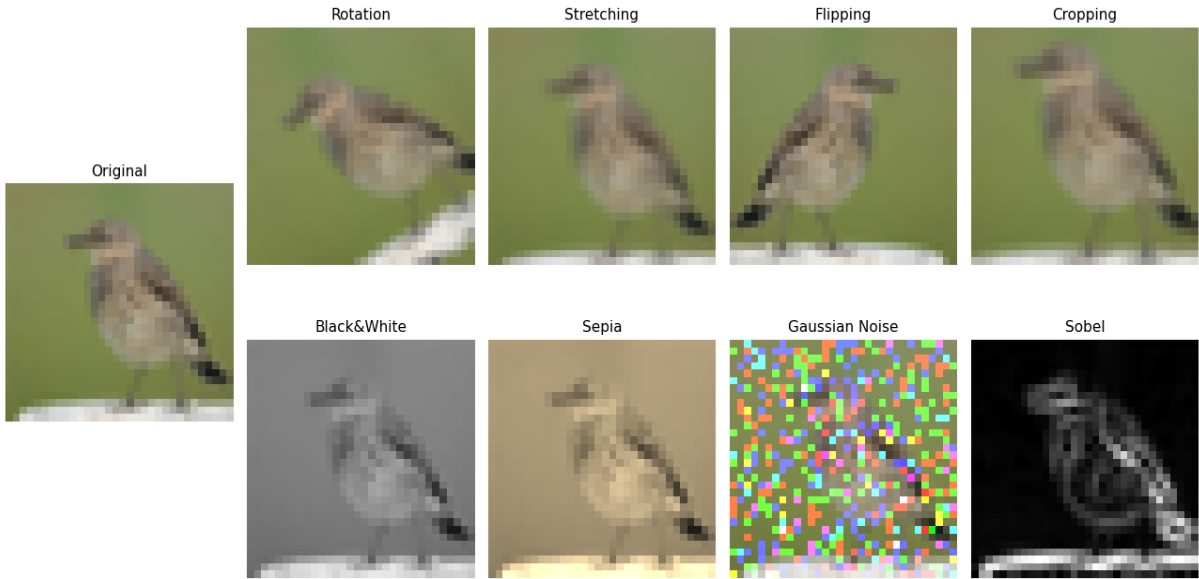 Rotation
Stretching
Flipping
Cropping
Original
Black&White
Sepia
Gaussian Noise
Sobel